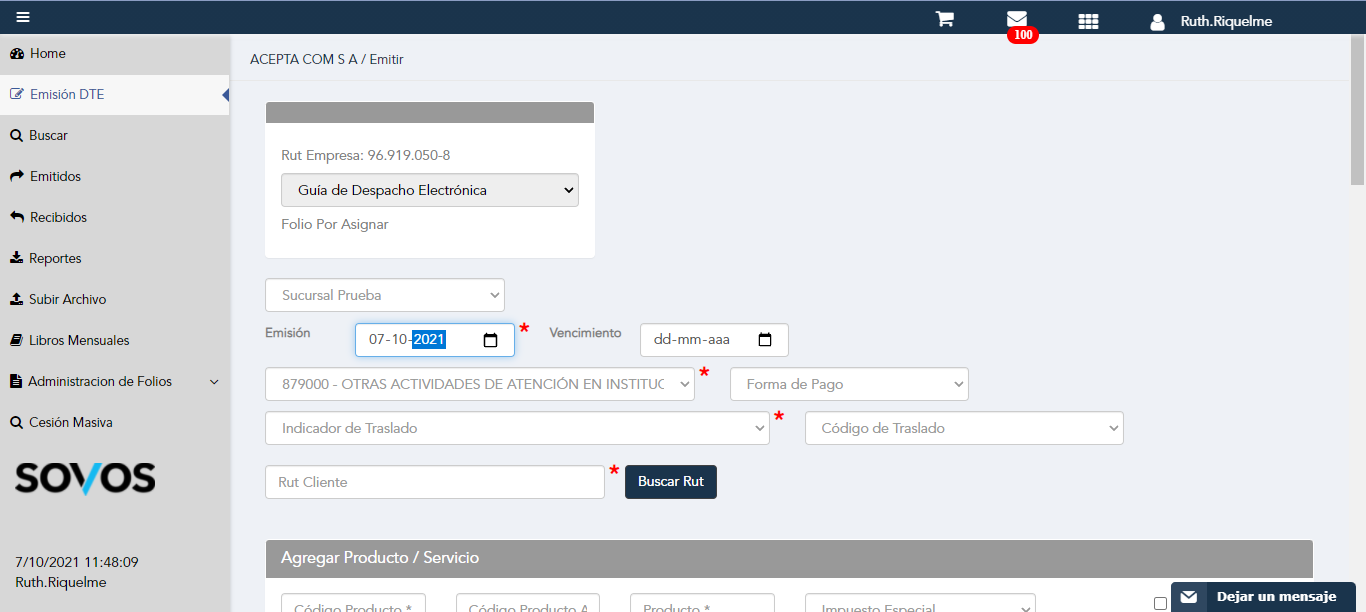 100
Ruth.Riquelme
Home
Emisión DTE
Buscar
Emitidos
Recibidos
Reportes
Subir Archivo
Libros Mensuales
Administracion de Folios
Cesión Masiva
SOVOS
7/10/2021 11:48:09
Ruth.Riquelme
ACEPTA COM S A / Emitir
Rut Empresa: 96.919.050-8
Guía de Despacho Electrónica
Folio Por Asignar
Sucursal Prueba
Emisión 07-10-2021 * Vencimiento dd-mm-aaa
879000 - OTRAS ACTIVIDADES DE ATENCIÓN EN INSTITUC * Forma de Pago
Indicador de Traslado * Código de Traslado
Rut Cliente * Buscar Rut
Agregar Producto / Servicio
Código Producto * Código Producto A Producto * Impuesto Especial
Dejar un mensaje